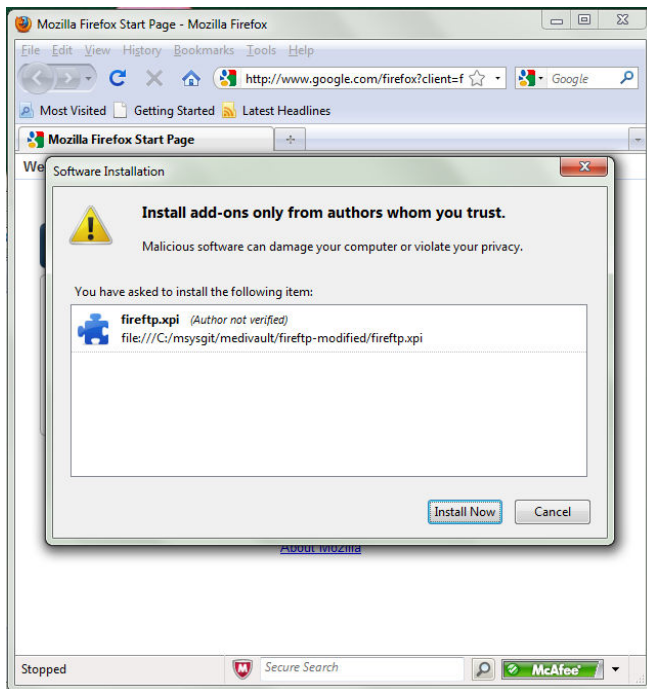 Mozilla Firefox Start Page - Mozilla Firefox
File Edit View History Bookmarks Tools Help
http://www.google.com/firefox?client=f
Google
Most Visited Getting Started Latest Headlines
Mozilla Firefox Start Page
We
Software Installation
Install add-ons only from authors whom you trust.
Malicious software can damage your computer or violate your privacy.
You have asked to install the following item:
fireftp.xpi (Author not verified)
file:///C:/msysgit/medivault/fireftp-modified/fireftp.xpi
Install Now Cancel
About Mozilla
Stopped Secure Search McAfee